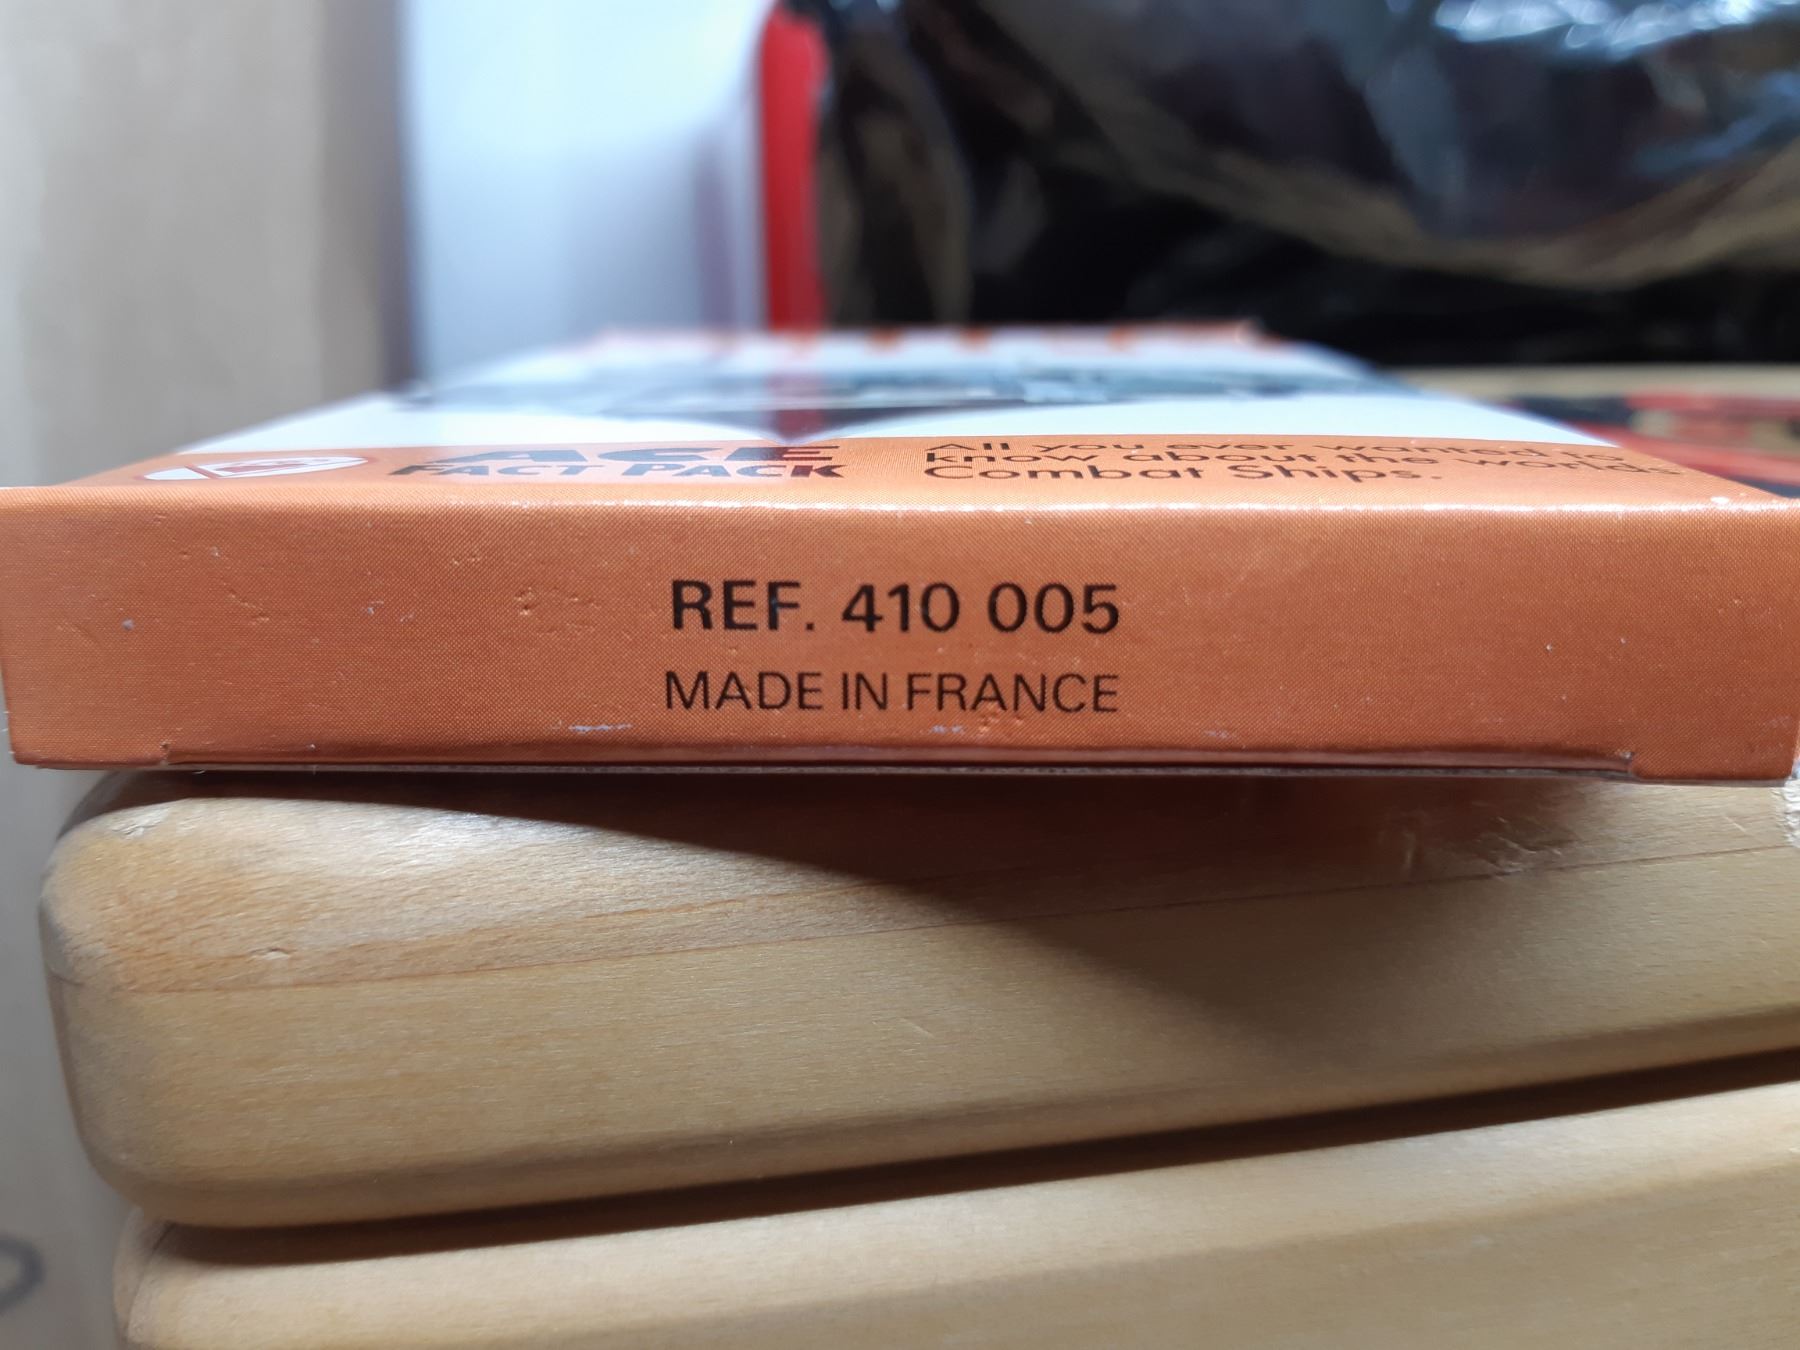 ACE
FACT PACK
All you ever wanted to
know about the worlds
Combat Ships.
REF. 410 005
MADE IN FRANCE